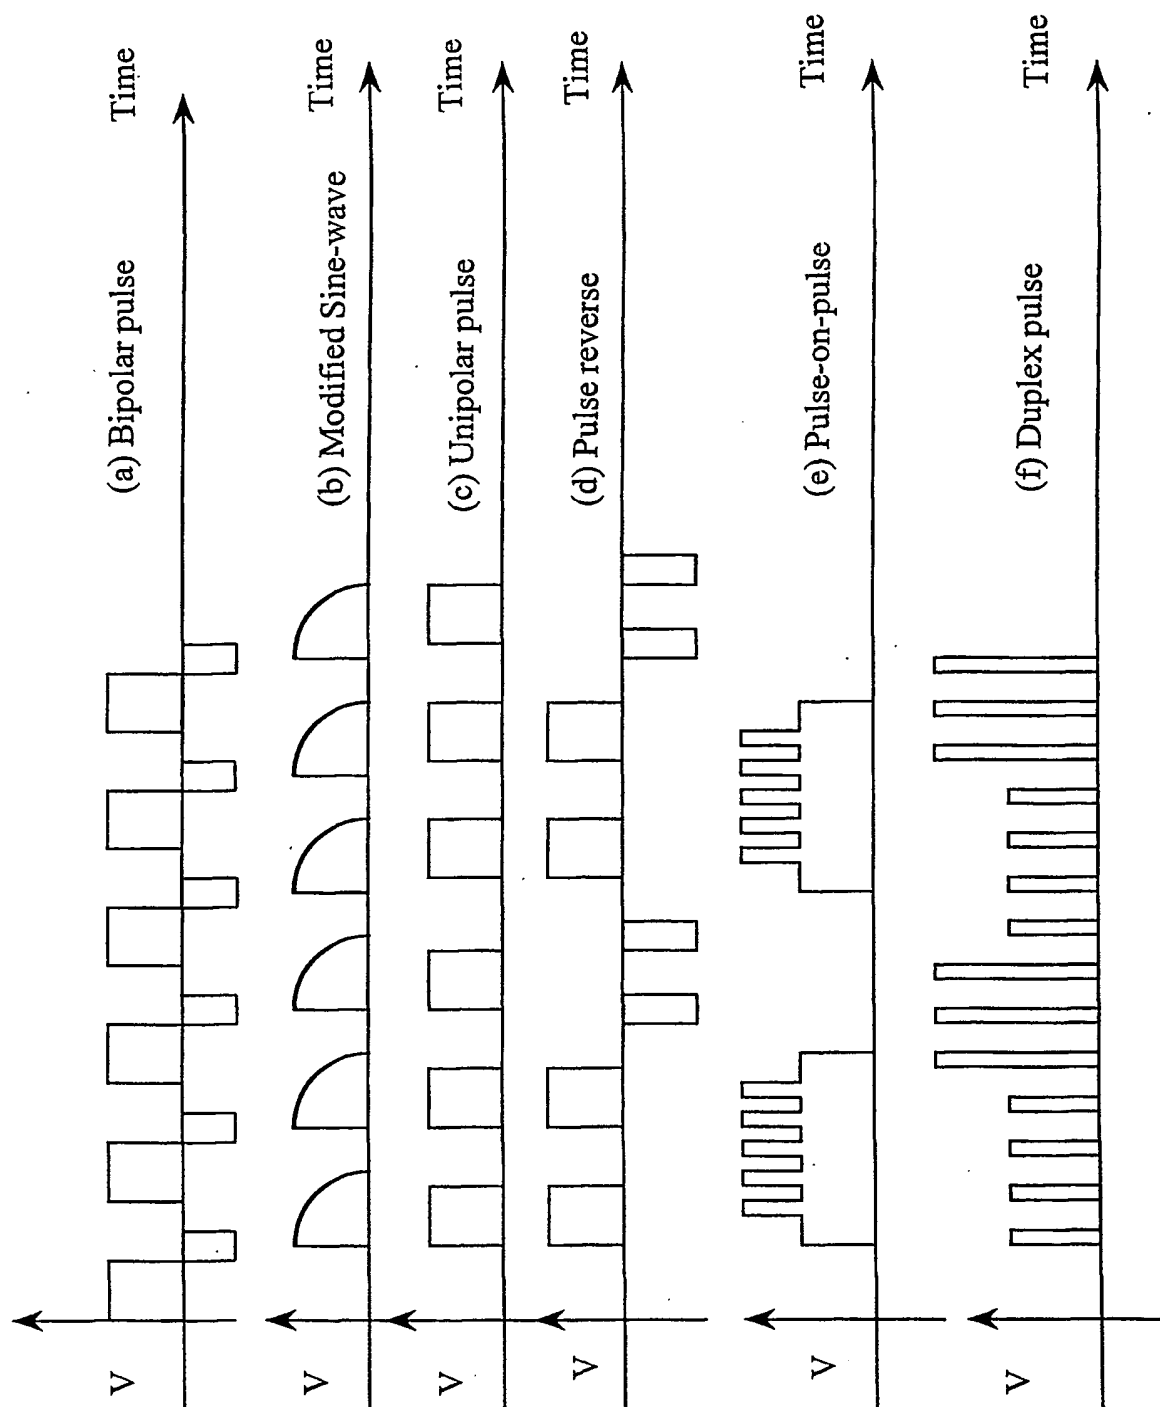 V
(a) Bipolar pulse
Time
V
(b) Modified Sine-wave
Time
V
(c) Unipolar pulse
Time
V
(d) Pulse reverse
Time
V
(e) Pulse-on-pulse
Time
V
(f) Duplex pulse
Time